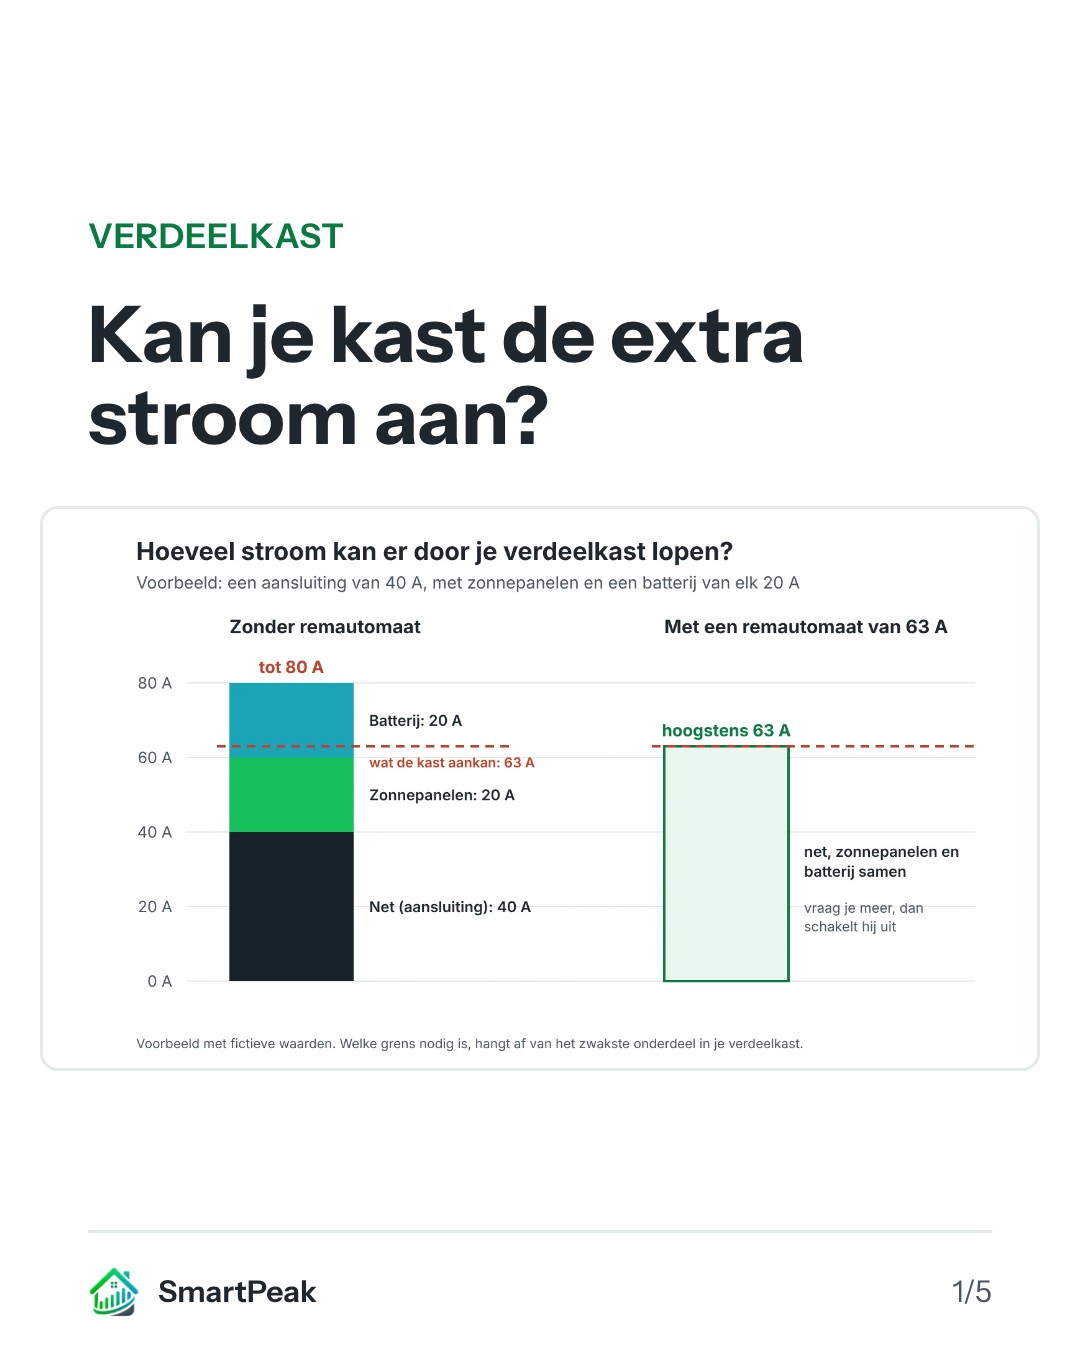 VERDEELKAST
Kan je kast de extra
stroom aan?
Hoeveel stroom kan er door je verdeelkast lopen?
Voorbeeld: een aansluiting van 40 A, met zonnepanelen en een batterij van elk 20 A
Zonder remautomaat
Met een remautomaat van 63 A
tot 80 A
80 A
Batterij: 20 A
hoogstens 63 A
60 A
wat de kast aankan: 63 A
Zonnepanelen: 20 A
40 A
net, zonnepanelen en
batterij samen
20 A
Net (aansluiting): 40 A
vraag je meer, dan
schakelt hij uit
0 A
Voorbeeld met fictieve waarden. Welke grens nodig is, hangt af van het zwakste onderdeel in je verdeelkast.
SmartPeak
1/5